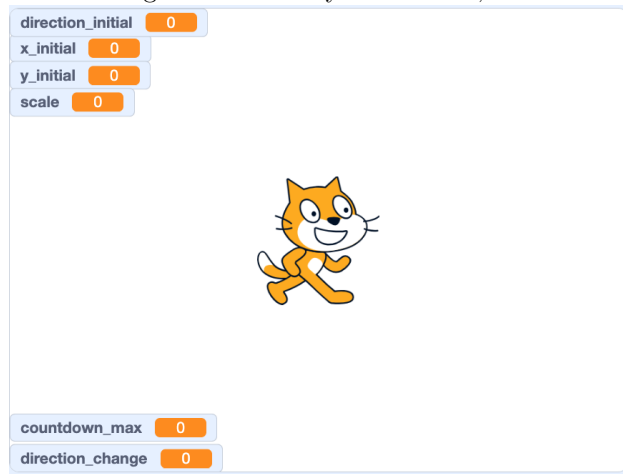 direction_initial 0
x_initial 0
y_initial 0
scale 0
countdown_max 0
direction_change 0